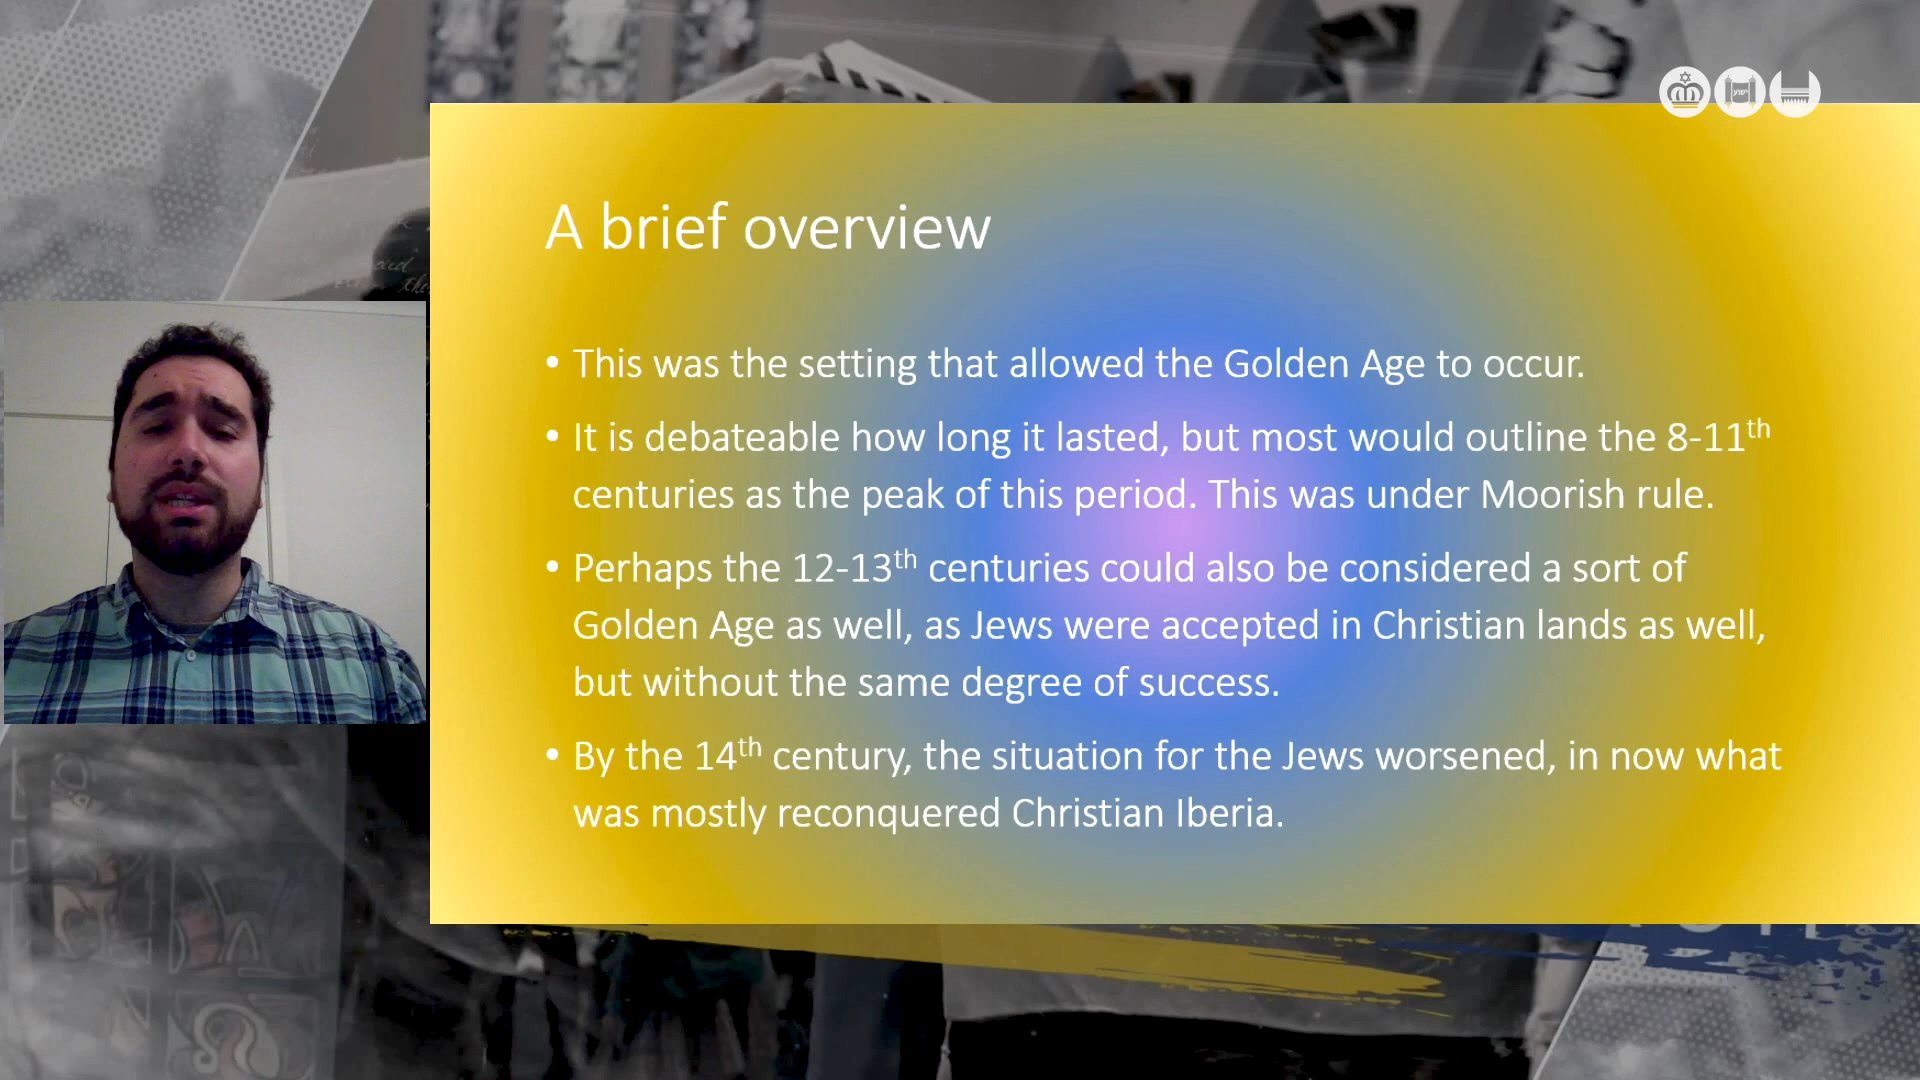 A brief overview
• This was the setting that allowed the Golden Age to occur.
• It is debateable how long it lasted, but most would outline the 8-11th
centuries as the peak of this period. This was under Moorish rule.
• Perhaps the 12-13th centuries could also be considered a sort of
Golden Age as well, as Jews were accepted in Christian lands as well,
but without the same degree of success.
• By the 14th century, the situation for the Jews worsened, in now what
was mostly reconquered Christian Iberia.